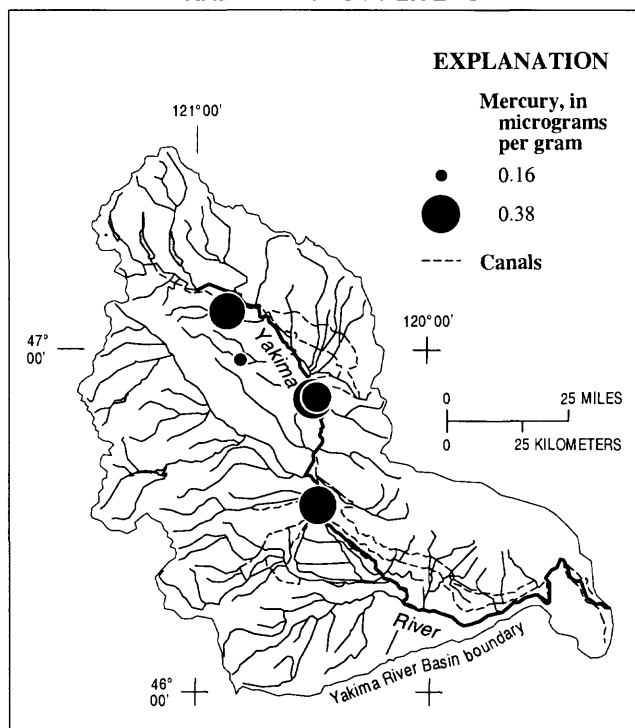 EXPLANATION
Mercury, in
micrograms
per gram
0.16
0.38
Canals
121° 00'
47°
00'
120° 00'
Yakima
0 25 MILES
0 25 KILOMETERS
River
Yakima River Basin boundary
46°
00'